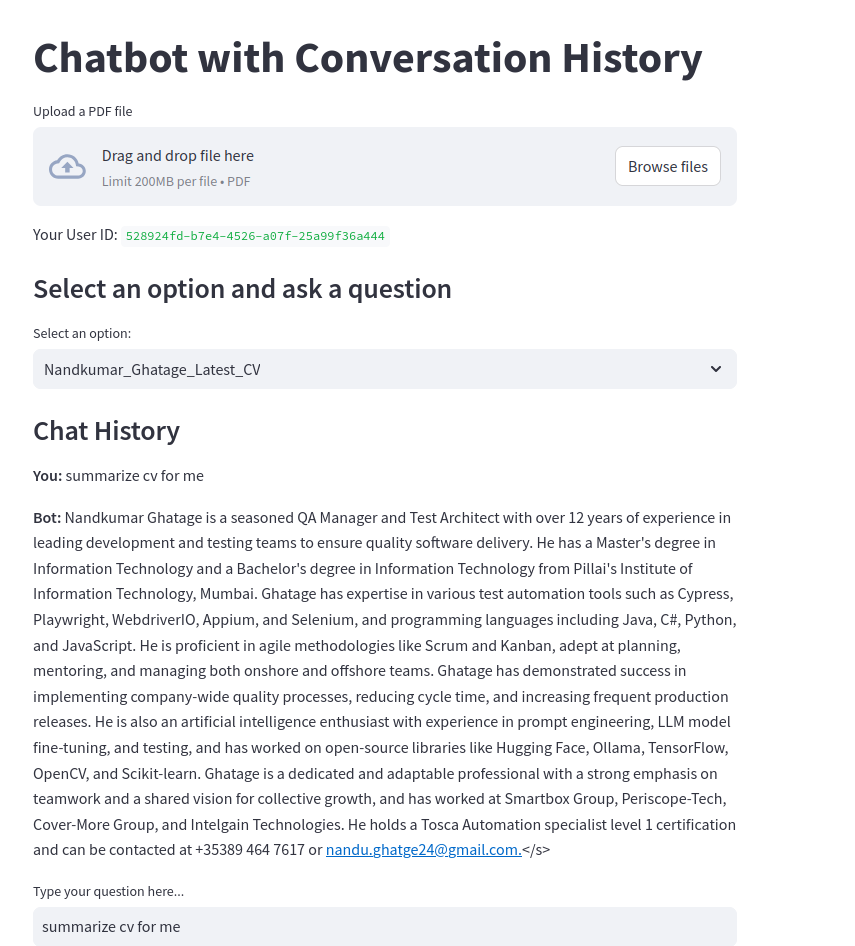 Chatbot with Conversation History
Upload a PDF file
Drag and drop file here
Limit 200MB per file • PDF
Browse files
Your User ID: 528924fd-b7e4-4526-a07f-25a99f36a444
Select an option and ask a question
Select an option:
Nandkumar_Ghatage_Latest_CV
Chat History
You: summarize cv for me
Bot: Nandkumar Ghatage is a seasoned QA Manager and Test Architect with over 12 years of experience in
leading development and testing teams to ensure quality software delivery. He has a Master's degree in
Information Technology and a Bachelor's degree in Information Technology from Pillai's Institute of
Information Technology, Mumbai. Ghatage has expertise in various test automation tools such as Cypress,
Playwright, WebdriverIO, Appium, and Selenium, and programming languages including Java, C#, Python,
and JavaScript. He is proficient in agile methodologies like Scrum and Kanban, adept at planning,
mentoring, and managing both onshore and offshore teams. Ghatage has demonstrated success in
implementing company-wide quality processes, reducing cycle time, and increasing frequent production
releases. He is also an artificial intelligence enthusiast with experience in prompt engineering, LLM model
fine-tuning, and testing, and has worked on open-source libraries like Hugging Face, Ollama, TensorFlow,
OpenCV, and Scikit-learn. Ghatage is a dedicated and adaptable professional with a strong emphasis on
teamwork and a shared vision for collective growth, and has worked at Smartbox Group, Periscope-Tech,
Cover-More Group, and Intelgain Technologies. He holds a Tosca Automation specialist level 1 certification
and can be contacted at +35389 464 7617 or nandu.ghatge24@gmail.com.</s>
Type your question here...
summarize cv for me